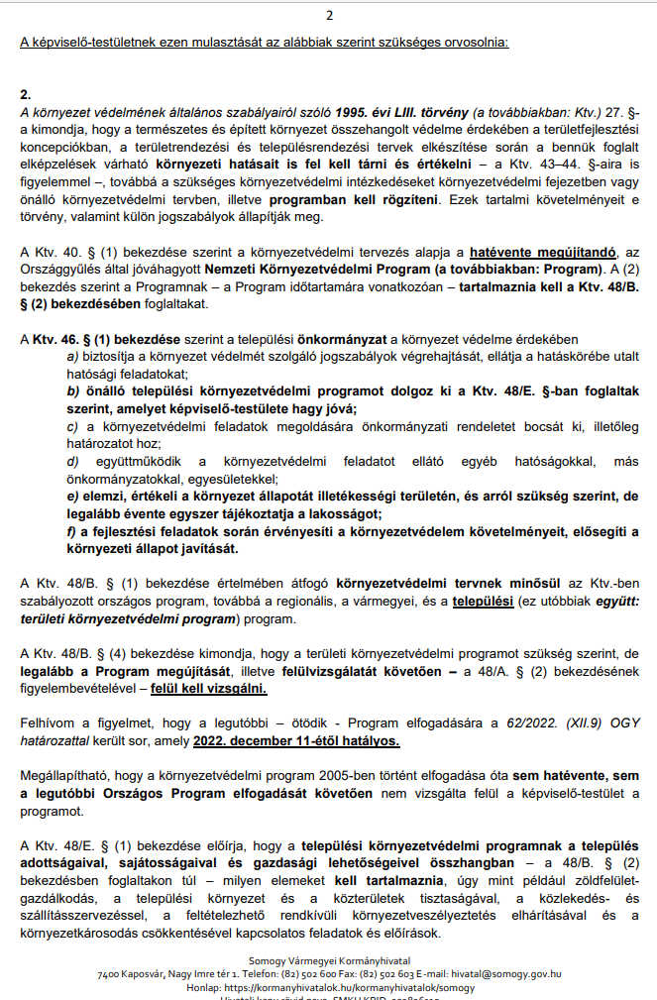 2
A képviselő-testületnek ezen mulasztását az alábbiak szerint szükséges orvosolnia:
2.
A környezet védelmének általános szabályairól szóló 1995. évi LIII. törvény (a továbbiakban: Ktv.) 27. §-
a kimondja, hogy a természetes és épített környezet összehangolt védelme érdekében a területfejlesztési
koncepciókban, a területrendezési és településrendezési tervek elkészítése során a bennük foglalt
elképzelések várható környezeti hatásait is fel kell tárni és értékelni – a Ktv. 43–44. §-aira is
figyelemmel –, továbbá a szükséges környezetvédelmi intézkedéseket környezetvédelmi fejezetben vagy
önálló környezetvédelmi tervben, illetve programban kell rögzíteni. Ezek tartalmi követelményeit e
törvény, valamint külön jogszabályok állapítják meg.
A Ktv. 40. § (1) bekezdése szerint a környezetvédelmi tervezés alapja a hatévente megújítandó, az
Országgyűlés által jóváhagyott Nemzeti Környezetvédelmi Program (a továbbiakban: Program). A (2)
bekezdés szerint a Programnak – a Program időtartamára vonatkozóan – tartalmaznia kell a Ktv. 48/B.
§ (2) bekezdésében foglaltakat.
A Ktv. 46. § (1) bekezdése szerint a települési önkormányzat a környezet védelme érdekében
a) biztosítja a környezet védelmét szolgáló jogszabályok végrehajtását, ellátja a hatáskörébe utalt
hatósági feladatokat;
b) önálló települési környezetvédelmi programot dolgoz ki a Ktv. 48/E. §-ban foglaltak
szerint, amelyet képviselő-testülete hagy jóvá;
c) a környezetvédelmi feladatok megoldására önkormányzati rendeletet bocsát ki, illetőleg
határozatot hoz;
d) együttműködik a környezetvédelmi feladatot ellátó egyéb hatóságokkal, más
önkormányzatokkal, egyesületekkel;
e) elemzi, értékeli a környezet állapotát illetékességi területén, és arról szükség szerint, de
legalább évente egyszer tájékoztatja a lakosságot;
f) a fejlesztési feladatok során érvényesíti a környezetvédelem követelményeit, elősegíti a
környezeti állapot javítását.
A Ktv. 48/B. § (1) bekezdése értelmében átfogó környezetvédelmi tervnek minősül az Ktv.-ben
szabályozott országos program, továbbá a regionális, a vármegyei, és a települési (ez utóbbiak együtt:
területi környezetvédelmi program) program.
A Ktv. 48/B. § (4) bekezdése kimondja, hogy a területi környezetvédelmi programot szükség szerint, de
legalább a Program megújítását, illetve felülvizsgálatát követően – a 48/A. § (2) bekezdésének
figyelembevételével – felül kell vizsgálni.
Felhívom a figyelmet, hogy a legutóbbi – ötödik - Program elfogadására a 62/2022. (XII.9) OGY
határozattal került sor, amely 2022. december 11-étől hatályos.
Megállapítható, hogy a környezetvédelmi program 2005-ben történt elfogadása óta sem hatévente, sem
a legutóbbi Országos Program elfogadását követően nem vizsgálta felül a képviselő-testület a
programot.
A Ktv. 48/E. § (1) bekezdése előírja, hogy a települési környezetvédelmi programnak a település
adottságaival, sajátosságaival és gazdasági lehetőségeivel összhangban – a 48/B. § (2)
bekezdésben foglaltakon túl – milyen elemeket kell tartalmaznia, úgy mint például zöldfelület-
gazdálkodás, a települési környezet és a közterületek tisztaságával, a közlekedés- és
szállításszervezéssel, a feltételezhető rendkívüli környezetveszélyeztetés elhárításával és a
környezetkárosodás csökkentésével kapcsolatos feladatok és előírások.
Somogy Vármegyei Kormányhivatal
7400 Kaposvár, Nagy Imre tér 1. Telefon: (82) 502 600 Fax: (82) 502 603 E-mail: hivatal@somogy.gov.hu
Honlap: https://kormanyhivatalok.hu/kormanyhivatalok/somogy